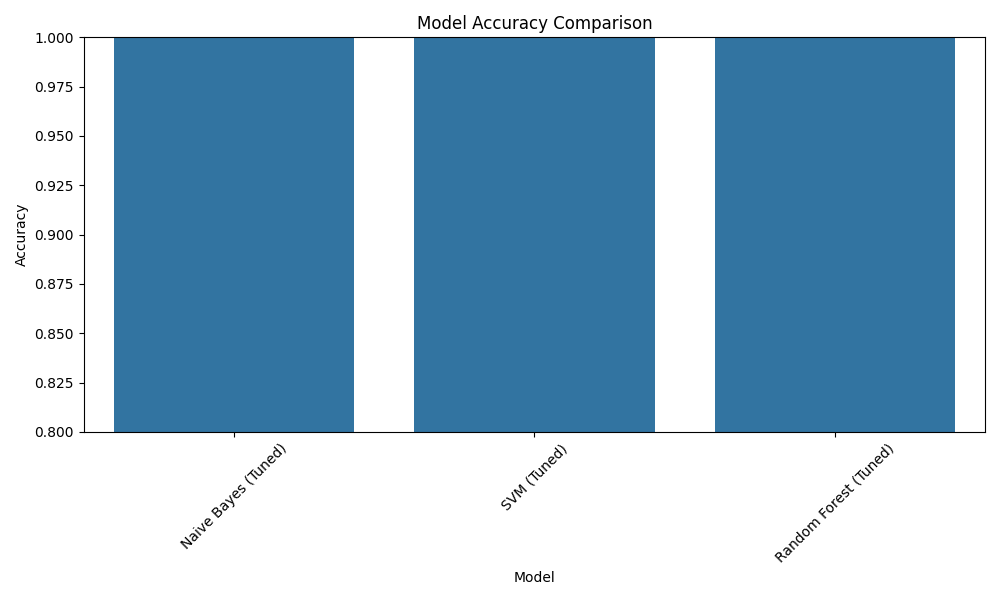 Model Accuracy Comparison
1.000
0.975
0.950
0.925
0.900
0.875
0.850
0.825
0.800
Accuracy
Naive Bayes (Tuned)
SVM (Tuned)
Random Forest (Tuned)
Model